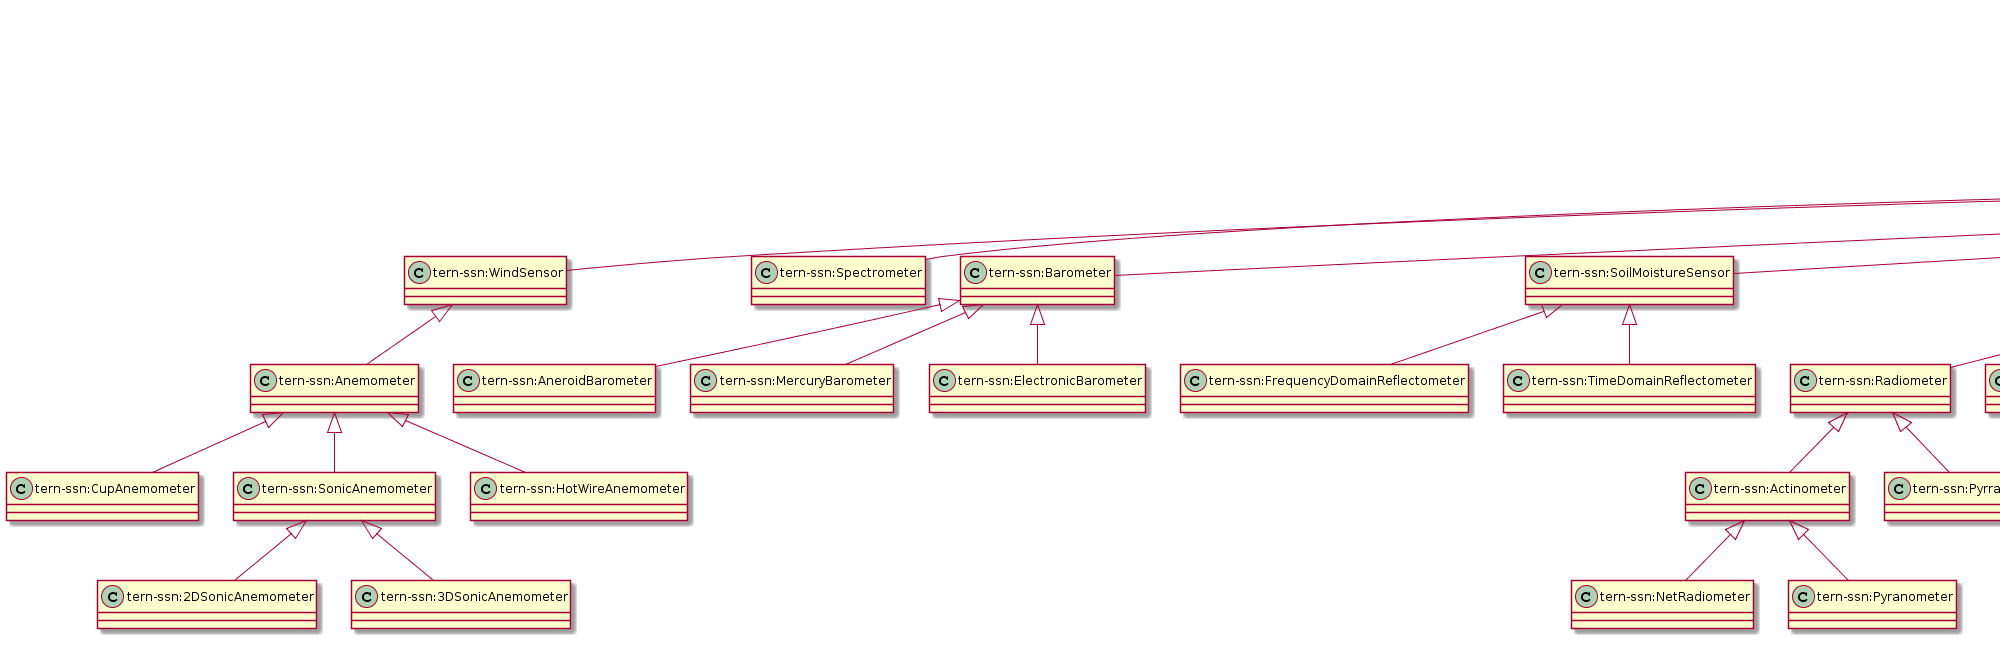 C tern-ssn:WindSensor
C tern-ssn:Spectrometer
C tern-ssn:Barometer
C tern-ssn:SoilMoistureSensor
C tern-ssn:Anemometer
C tern-ssn:AneroidBarometer
C tern-ssn:MercuryBarometer
C tern-ssn:ElectronicBarometer
C tern-ssn:FrequencyDomainReflectometer
C tern-ssn:TimeDomainReflectometer
C tern-ssn:Radiometer
C tern-ssn:CupAnemometer
C tern-ssn:SonicAnemometer
C tern-ssn:HotWireAnemometer
C tern-ssn:Actinometer
C tern-ssn:Pyrra
C tern-ssn:2DSonicAnemometer
C tern-ssn:3DSonicAnemometer
C tern-ssn:NetRadiometer
C tern-ssn:Pyranometer